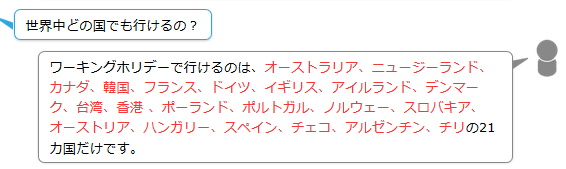 世界中どの国でも行けるの？
ワーキングホリデーで行けるのは、オーストラリア、ニュージーランド、
カナダ、韓国、フランス、ドイツ、イギリス、アイルランド、デンマー
ク、台湾、香港 、ポーランド、ポルトガル、ノルウェー、スロバキア、
オーストリア、ハンガリー、スペイン、チェコ、アルゼンチン、チリの21
カ国だけです。